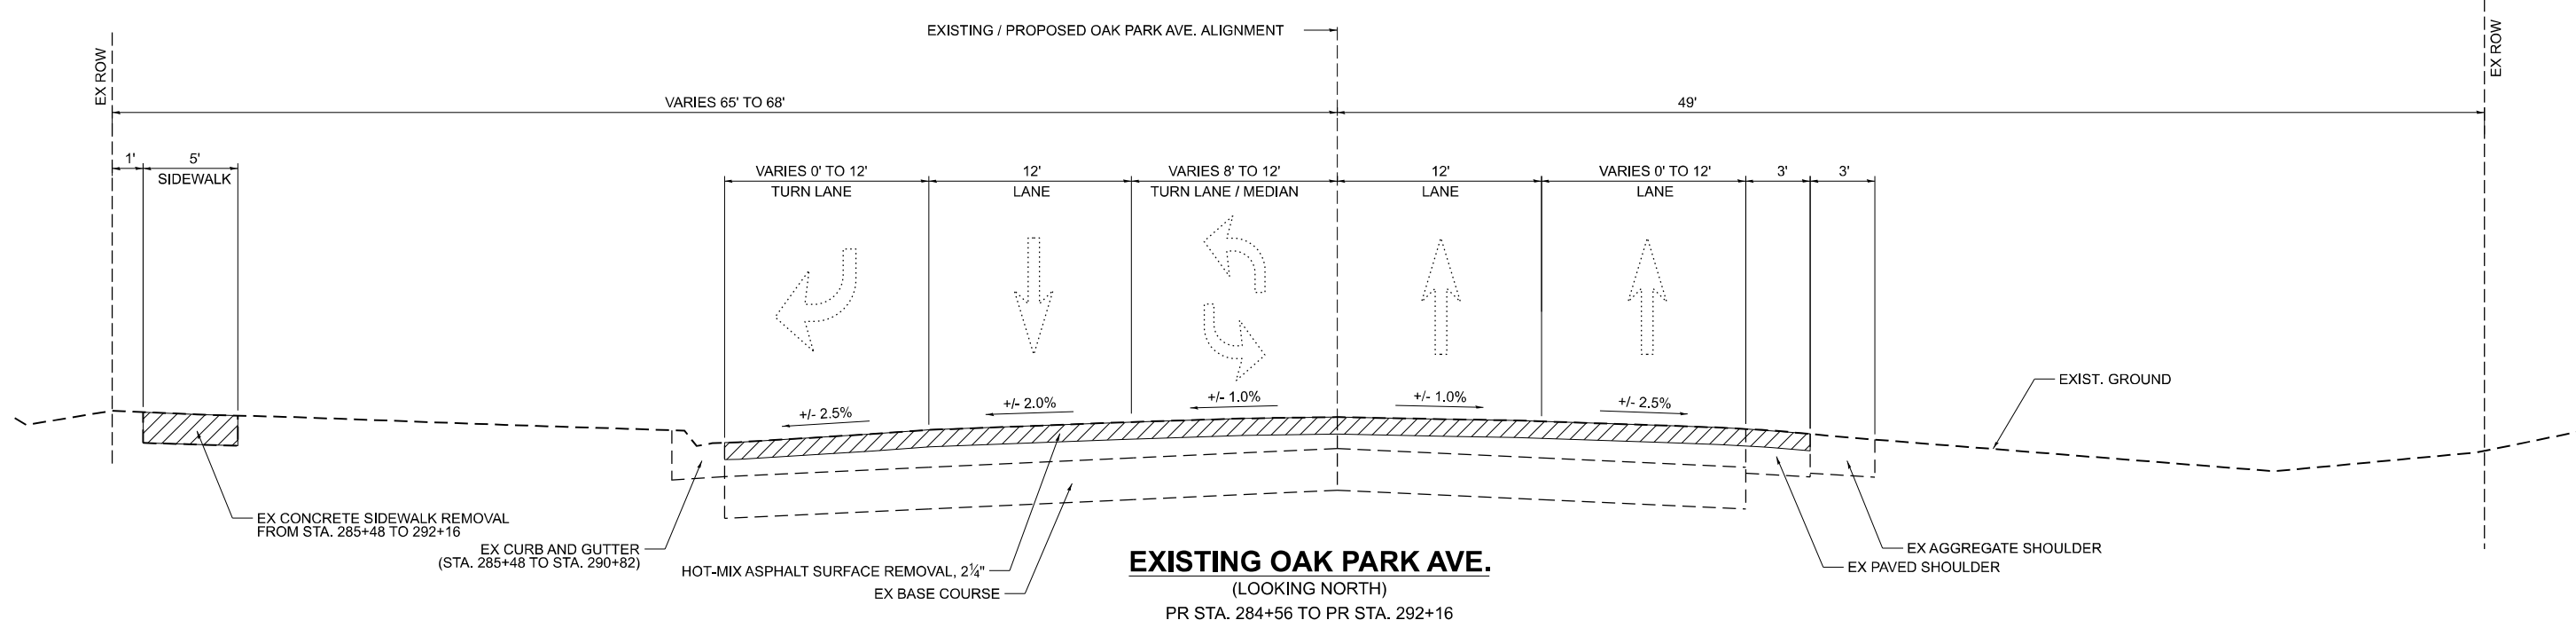 EXISTING / PROPOSED OAK PARK AVE. ALIGNMENT
EX ROW
EX ROW
VARIES 65' TO 68'
49'
1'
5'
SIDEWALK
VARIES 0' TO 12'
TURN LANE
12'
LANE
VARIES 8' TO 12'
TURN LANE / MEDIAN
12'
LANE
VARIES 0' TO 12'
LANE
3'
3'
+/- 2.5%
+/- 2.0%
+/- 1.0%
+/- 1.0%
+/- 2.5%
EXIST. GROUND
EX CONCRETE SIDEWALK REMOVAL
FROM STA. 285+48 TO 292+16
EX CURB AND GUTTER
(STA. 285+48 TO STA. 290+82)
HOT-MIX ASPHALT SURFACE REMOVAL, 2¼"
EX BASE COURSE
EX AGGREGATE SHOULDER
EX PAVED SHOULDER
EXISTING OAK PARK AVE.
(LOOKING NORTH)
PR STA. 284+56 TO PR STA. 292+16